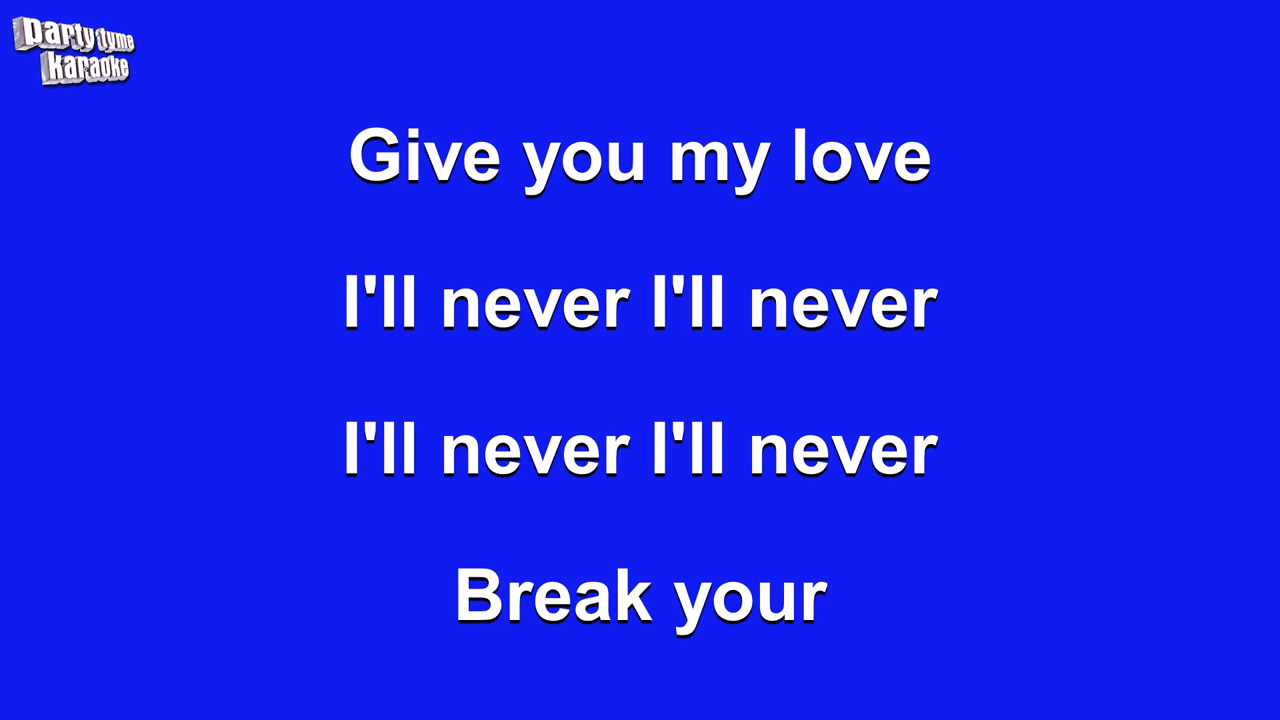 party tyme
karaoke
Give you my love
I'll never I'll never
I'll never I'll never
Break your